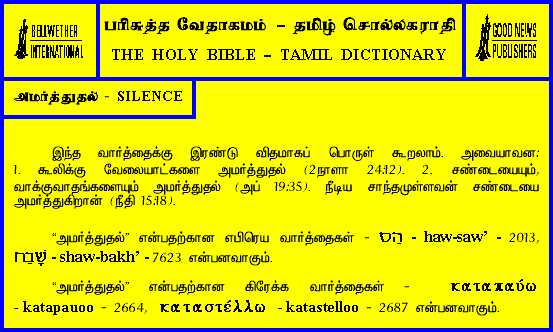 BELLWETHER
INTERNATIONAL
பரிசுத்த வேதாகமம் – தமிழ் சொல்லகராதி
THE HOLY BIBLE – TAMIL DICTIONARY
GOOD NEWS
PUBLISHERS
அமர்த்துதல் - SILENCE
இந்த வார்த்தைக்கு இரண்டு விதமாகப் பொருள் கூறலாம். அவையாவன:
1. கூலிக்கு வேலையாட்களை அமர்த்துதல் (2நாளா 24:12). 2. சண்டையையும்,
வாக்குவாதங்களையும் அமர்த்துதல் (அப் 19:35). நீடிய சாந்தமுள்ளவன் சண்டையை
அமர்த்துகிறான் (நீதி 15:18).
“அமர்த்துதல்” என்பதற்கான எபிரெய வார்த்தைகள் - הָס - haw-saw’ - 2013,
שָׁבַח - shaw-bakh’ - 7623 என்பனவாகும்.
“அமர்த்துதல்” என்பதற்கான கிரேக்க வார்த்தைகள் - καταπαύω
- katapauoo - 2664, καταστέλλω - katastelloo - 2687 என்பனவாகும்.